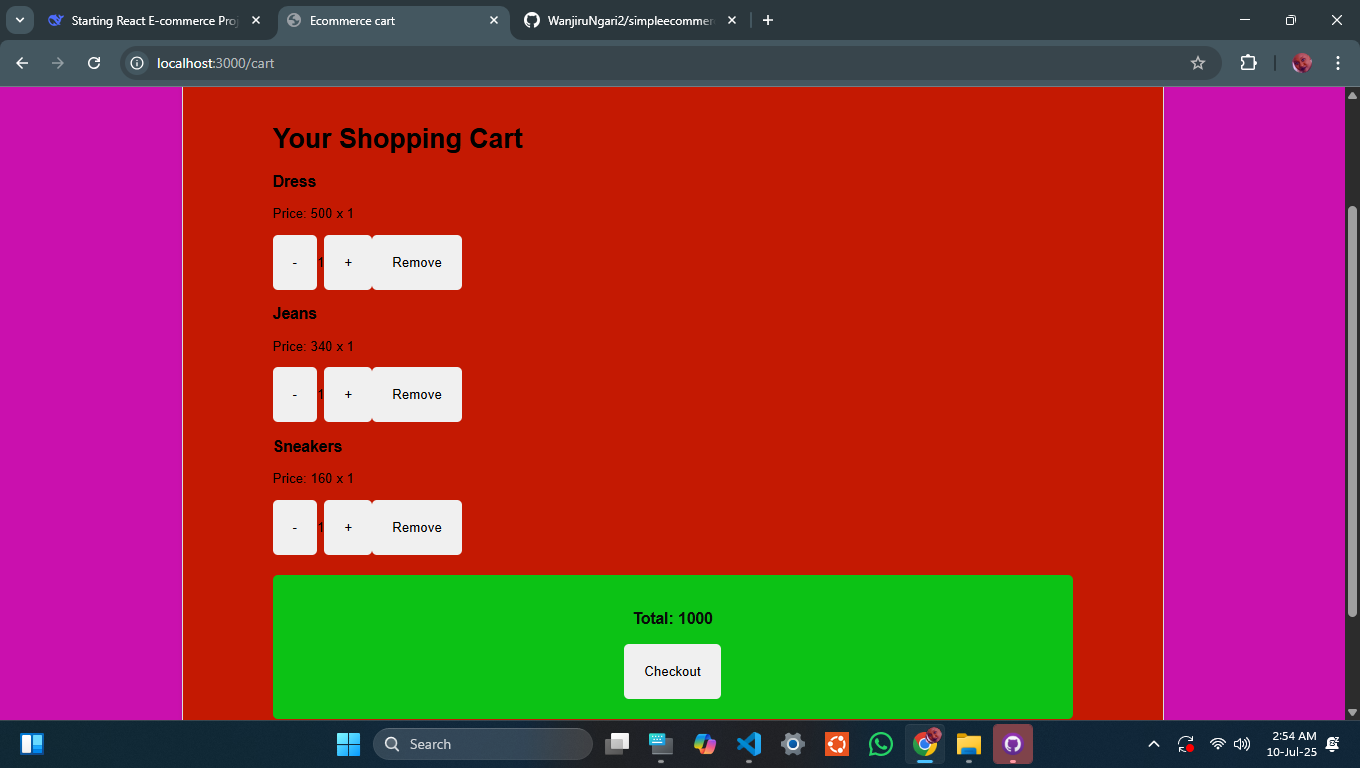 Starting React E-commerce Proj
Ecommerce cart
WanjiruNgari2/simpleecommer
localhost:3000/cart
Your Shopping Cart
Dress
Price: 500 x 1
- 1 + Remove
Jeans
Price: 340 x 1
- 1 + Remove
Sneakers
Price: 160 x 1
- 1 + Remove
Total: 1000
Checkout
Search
2:54 AM
10-Jul-25